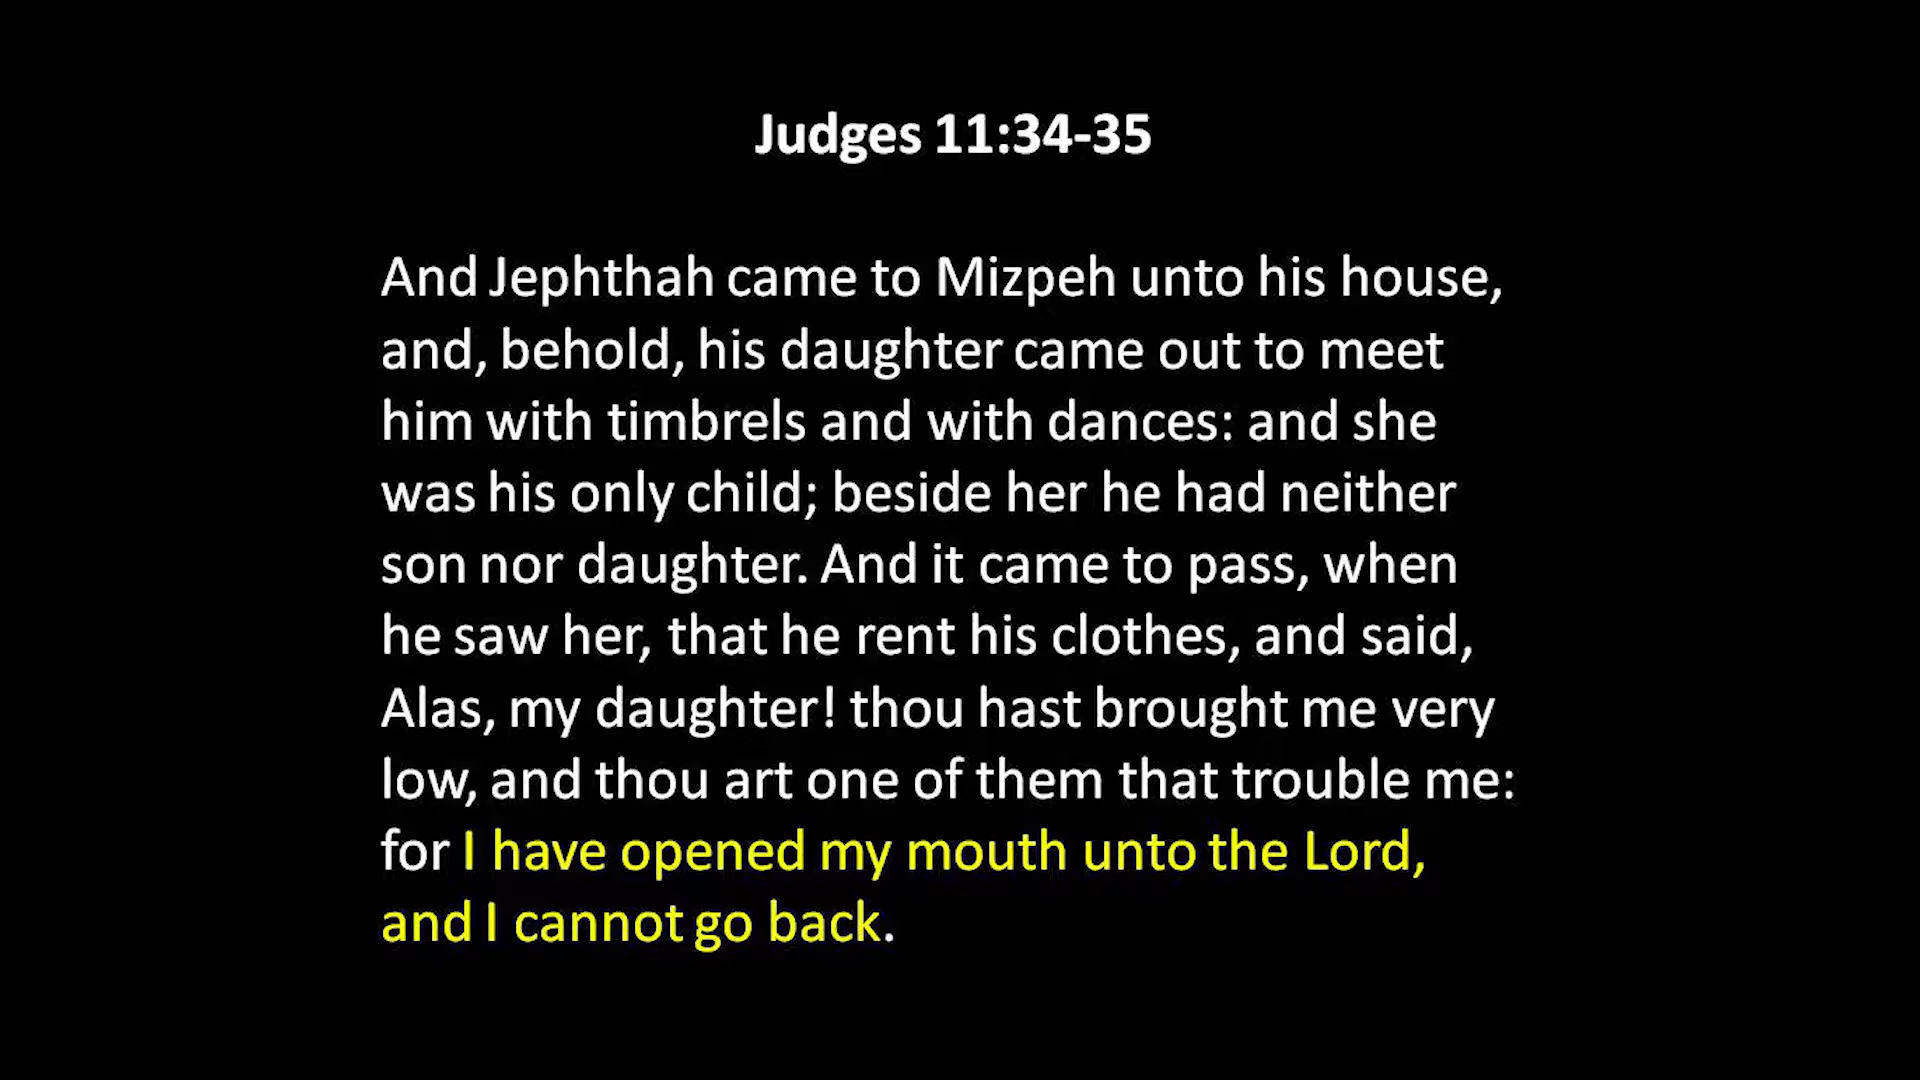 Judges 11:34-35
And Jephthah came to Mizpeh unto his house,
and, behold, his daughter came out to meet
him with timbrels and with dances: and she
was his only child; beside her he had neither
son nor daughter. And it came to pass, when
he saw her, that he rent his clothes, and said,
Alas, my daughter! thou hast brought me very
low, and thou art one of them that trouble me:
for I have opened my mouth unto the Lord,
and I cannot go back.